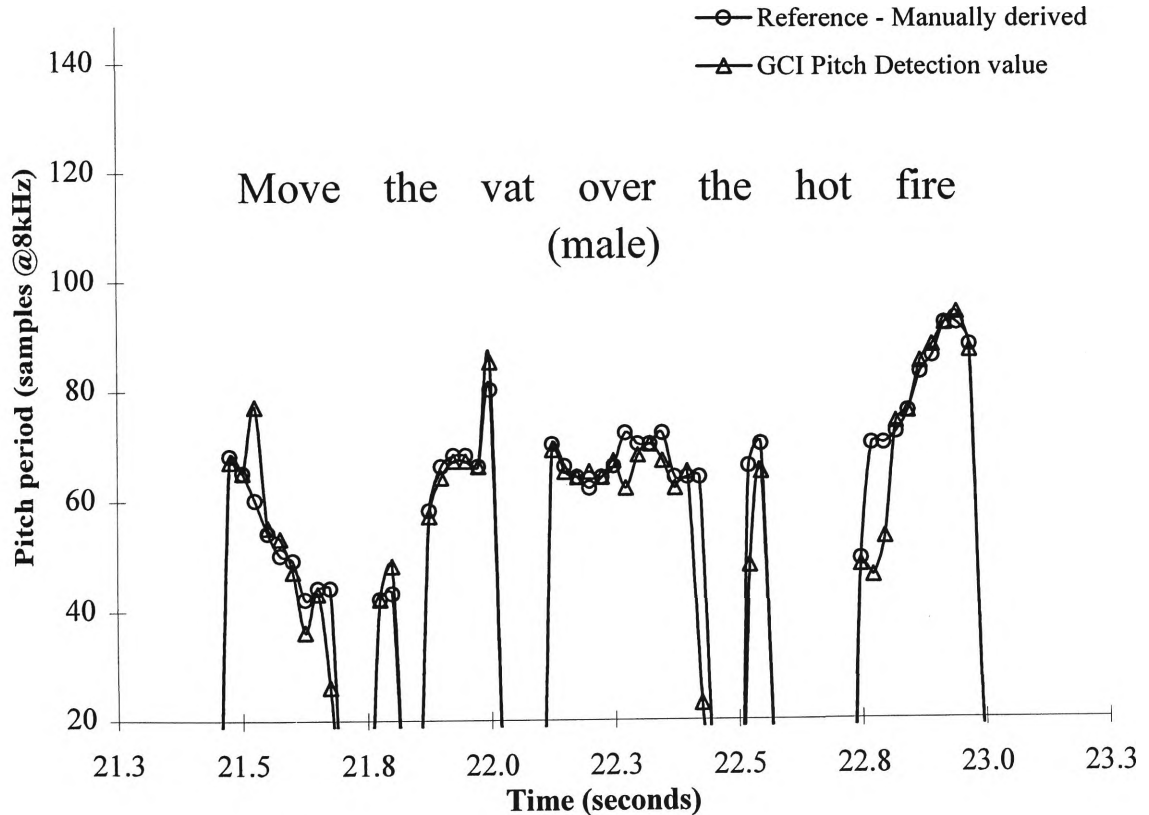 Reference - Manually derived
GCI Pitch Detection value
140
120
100
80
60
40
20
Pitch period (samples @8kHz)
Move the vat over the hot fire
(male)
21.3 21.5 21.8 22.0 22.3 22.5 22.8 23.0 23.3
Time (seconds)